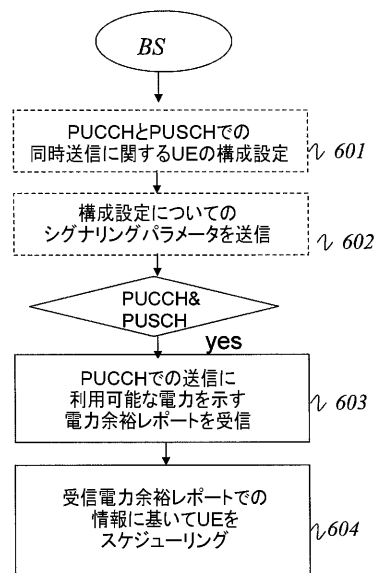 BS
PUCCHとPUSCHでの
同時送信に関するUEの構成設定
601
構成設定についての
シグナリングパラメータを送信
602
PUCCH&
PUSCH
yes
PUCCHでの送信に
利用可能な電力を示す
電力余裕レポートを受信
603
受信電力余裕レポートでの
情報に基いてUEを
スケジューリング
604